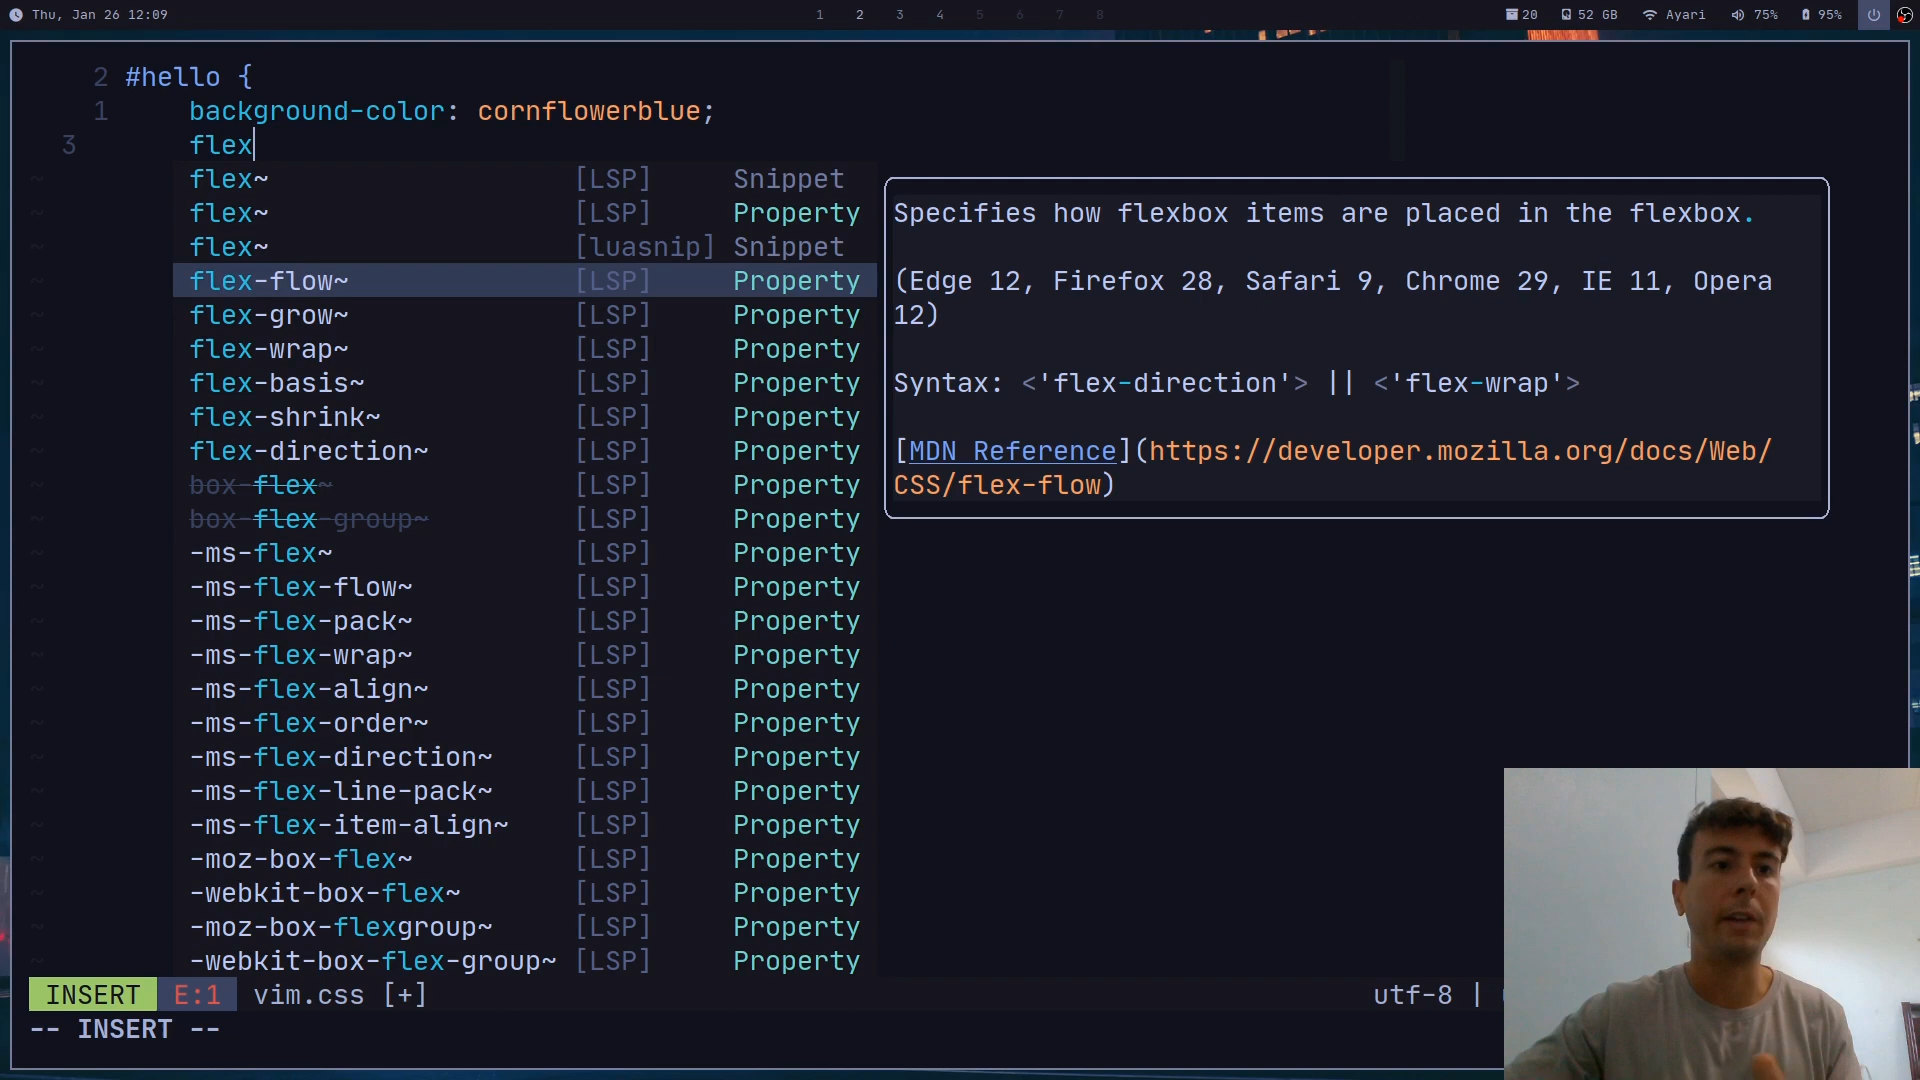 Thu, Jan 26 12:09
1 2 3 4 5 6 7 8
20 52 GB Ayari 75% 95%
2 #hello {
1 background-color: cornflowerblue;
3 flex
~ flex~ [LSP] Snippet
~ flex~ [LSP] Property
~ flex~ [luasnip] Snippet
~ flex-flow~ [LSP] Property
~ flex-grow~ [LSP] Property
~ flex-wrap~ [LSP] Property
~ flex-basis~ [LSP] Property
~ flex-shrink~ [LSP] Property
~ flex-direction~ [LSP] Property
~ box-flex~ [LSP] Property
~ box-flex-group~ [LSP] Property
~ -ms-flex~ [LSP] Property
~ -ms-flex-flow~ [LSP] Property
~ -ms-flex-pack~ [LSP] Property
~ -ms-flex-wrap~ [LSP] Property
~ -ms-flex-align~ [LSP] Property
~ -ms-flex-order~ [LSP] Property
~ -ms-flex-direction~ [LSP] Property
~ -ms-flex-line-pack~ [LSP] Property
~ -ms-flex-item-align~ [LSP] Property
~ -moz-box-flex~ [LSP] Property
~ -webkit-box-flex~ [LSP] Property
~ -moz-box-flexgroup~ [LSP] Property
~ -webkit-box-flex-group~ [LSP] Property
Specifies how flexbox items are placed in the flexbox.
(Edge 12, Firefox 28, Safari 9, Chrome 29, IE 11, Opera
12)
Syntax: <'flex-direction'> || <'flex-wrap'>
[MDN Reference](https://developer.mozilla.org/docs/Web/
CSS/flex-flow)
INSERT E:1 vim.css [+] utf-8 |
-- INSERT --